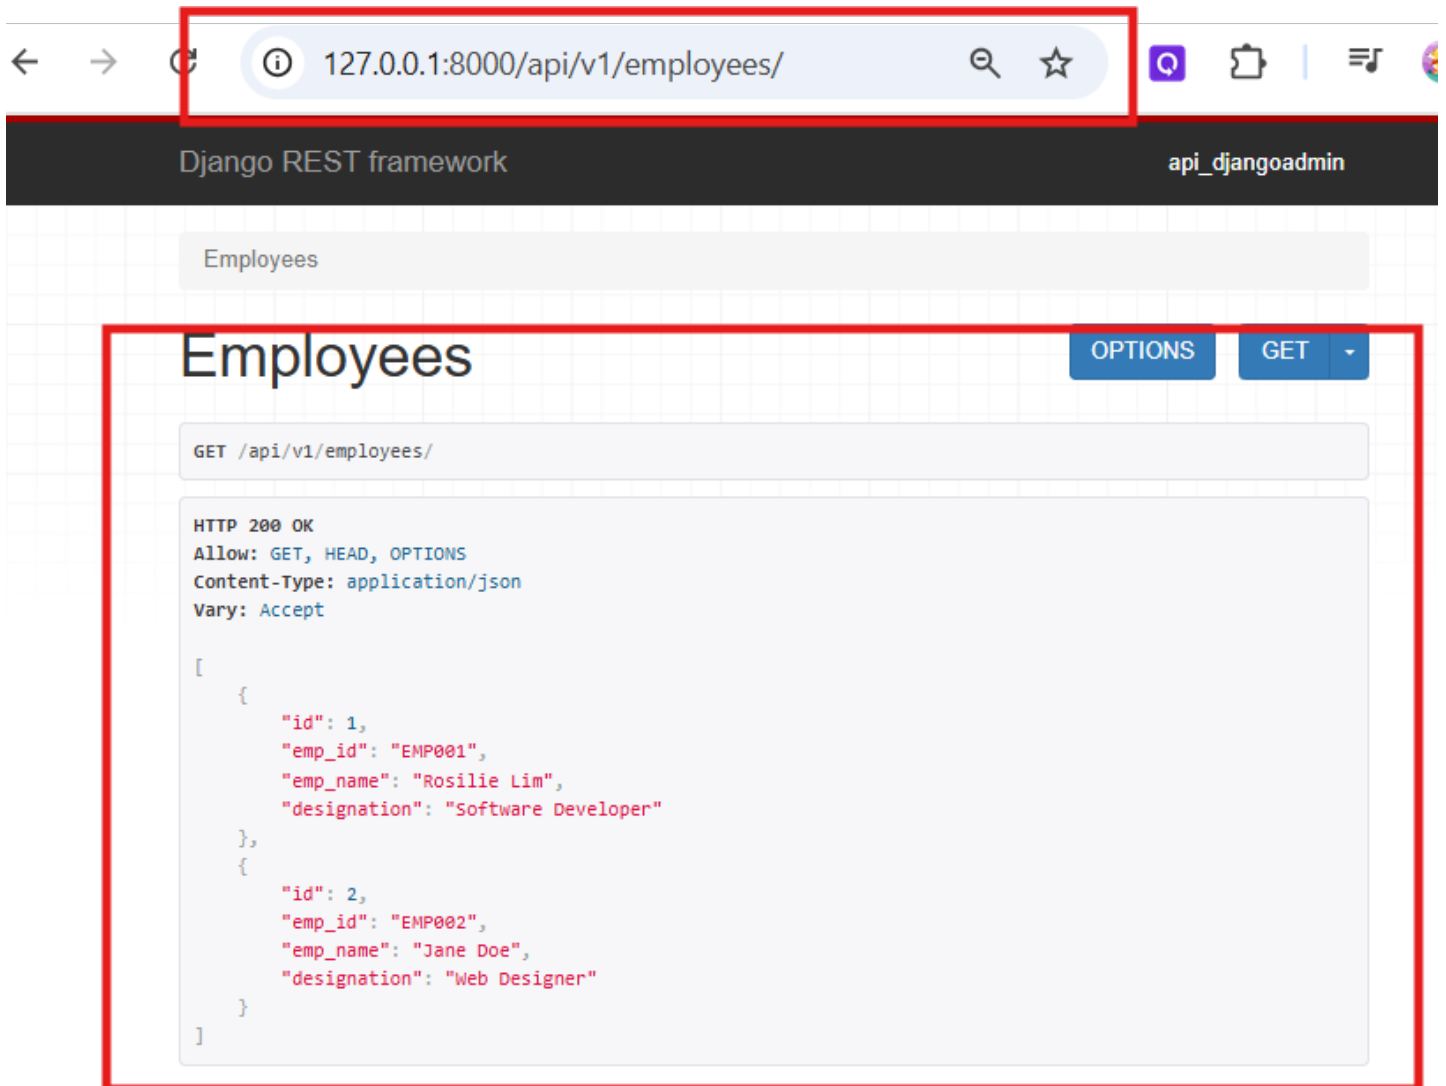 127.0.0.1:8000/api/v1/employees/
Django REST framework
api_djangoadmin
Employees
Employees
OPTIONS
GET
GET /api/v1/employees/
HTTP 200 OK
Allow: GET, HEAD, OPTIONS
Content-Type: application/json
Vary: Accept
[
    {
        "id": 1,
        "emp_id": "EMP001",
        "emp_name": "Rosilie Lim",
        "designation": "Software Developer"
    },
    {
        "id": 2,
        "emp_id": "EMP002",
        "emp_name": "Jane Doe",
        "designation": "Web Designer"
    }
]